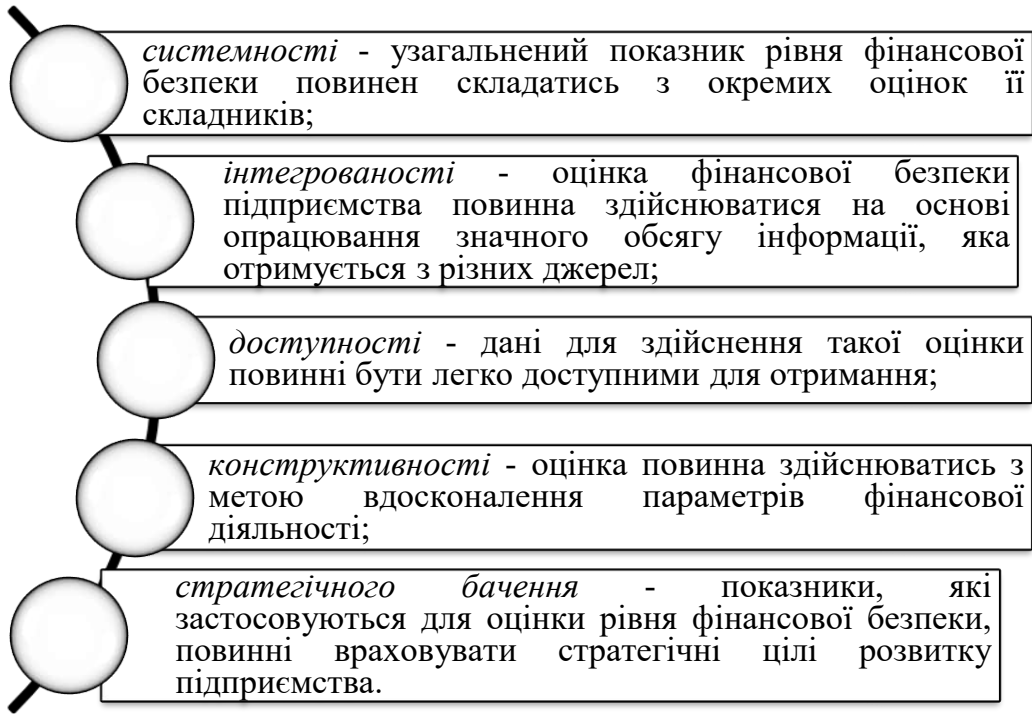 системності - узагальнений показник рівня фінансової
безпеки повинен складатись з окремих оцінок її
складників;
інтегрованості - оцінка фінансової безпеки
підприємства повинна здійснюватися на основі
опрацювання значного обсягу інформації, яка
отримується з різних джерел;
доступності - дані для здійснення такої оцінки
повинні бути легко доступними для отримання;
конструктивності - оцінка повинна здійснюватись з
метою вдосконалення параметрів фінансової
діяльності;
стратегічного бачення - показники, які
застосовуються для оцінки рівня фінансової безпеки,
повинні враховувати стратегічні цілі розвитку
підприємства.